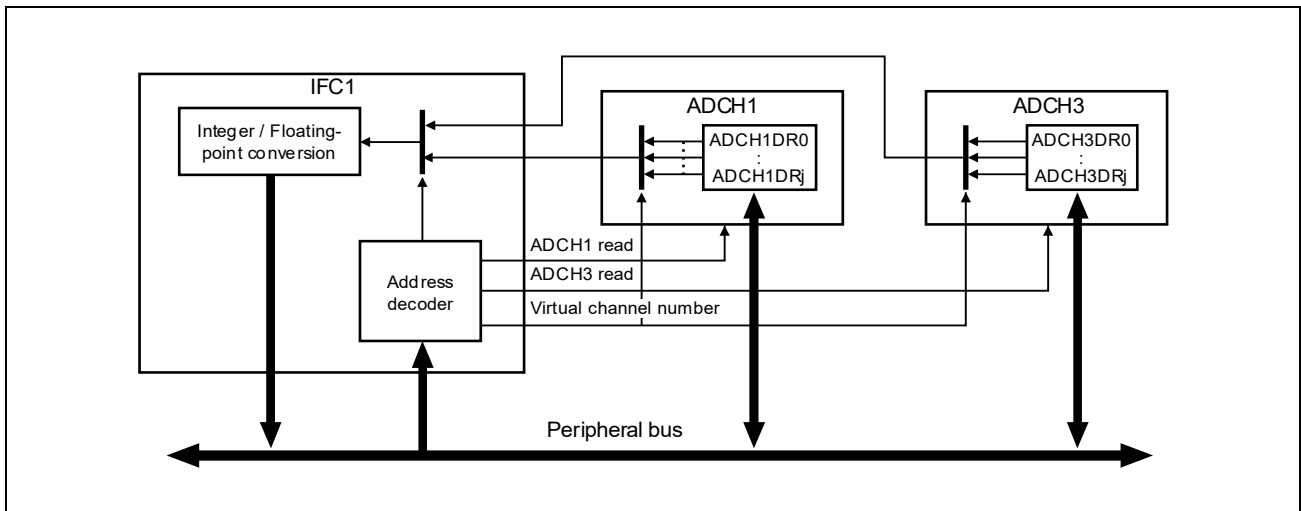 IFC1
Integer / Floating-
point conversion
Address
decoder
ADCH1
ADCH1DR0
:
ADCH1DRj
ADCH3
ADCH3DR0
:
ADCH3DRj
ADCH1 read
ADCH3 read
Virtual channel number
Peripheral bus